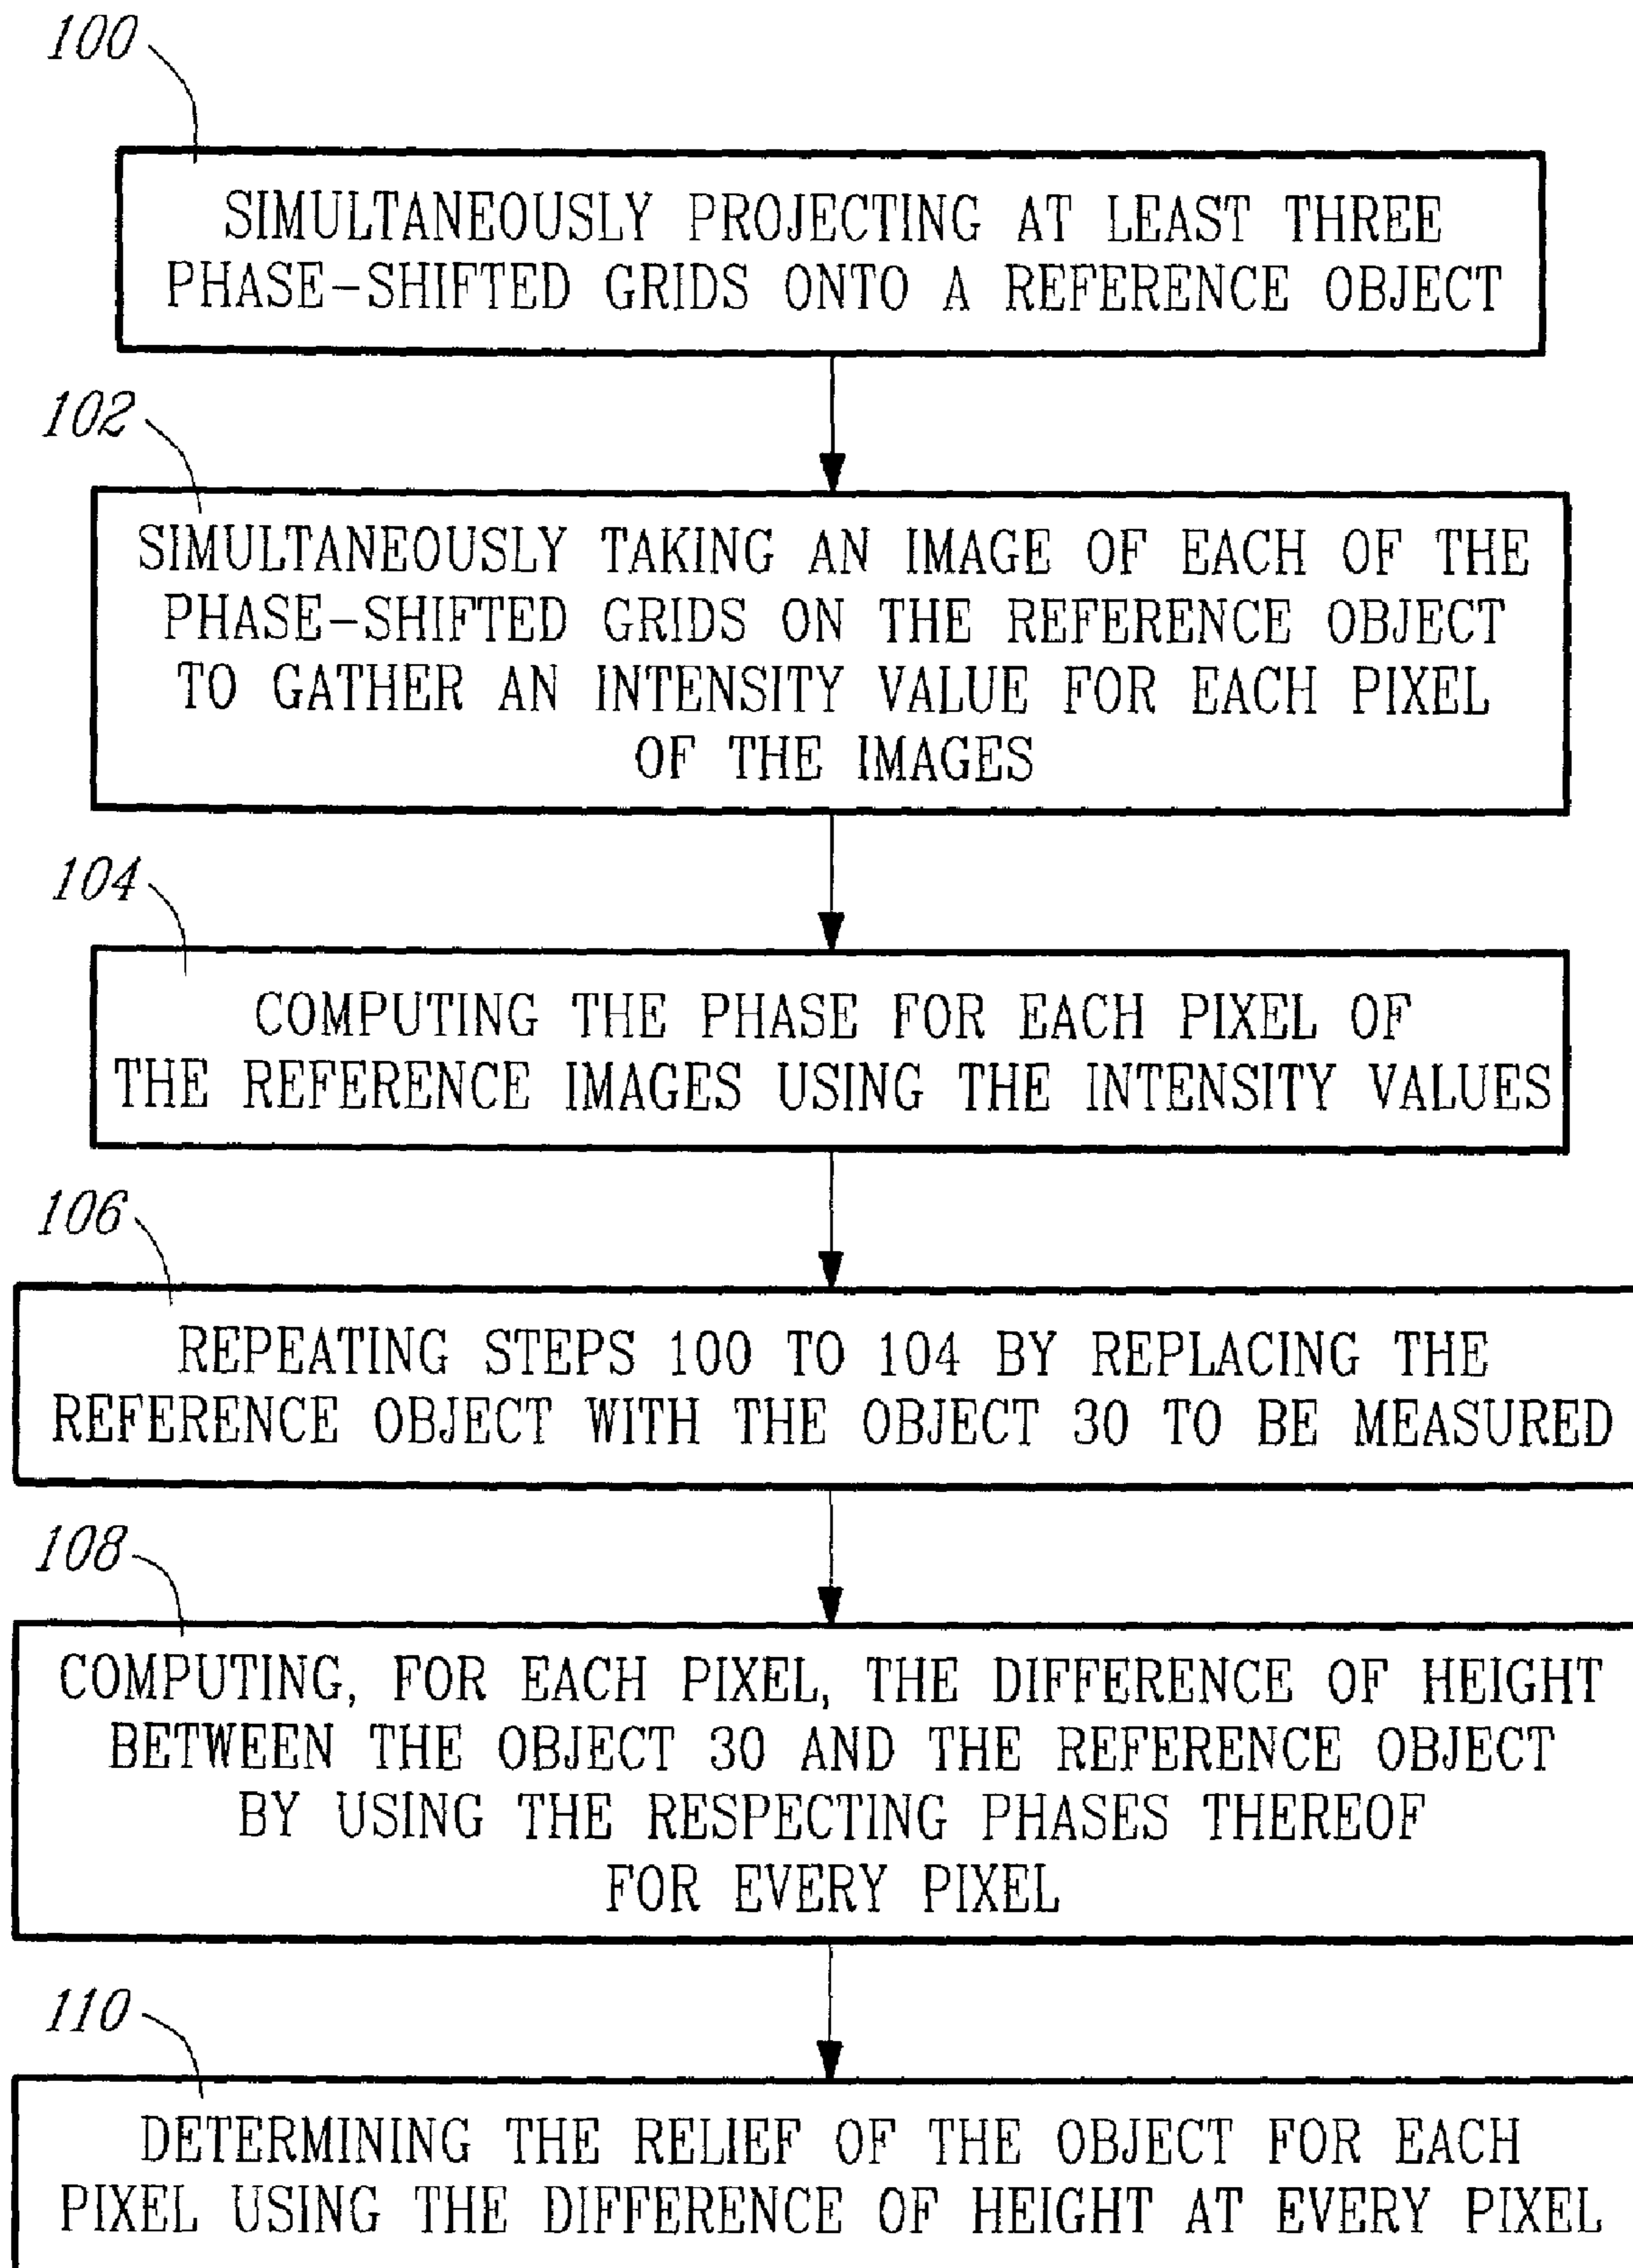 100
SIMULTANEOUSLY PROJECTING AT LEAST THREE
PHASE-SHIFTED GRIDS ONTO A REFERENCE OBJECT
102
SIMULTANEOUSLY TAKING AN IMAGE OF EACH OF THE
PHASE-SHIFTED GRIDS ON THE REFERENCE OBJECT
TO GATHER AN INTENSITY VALUE FOR EACH PIXEL
OF THE IMAGES
104
COMPUTING THE PHASE FOR EACH PIXEL OF
THE REFERENCE IMAGES USING THE INTENSITY VALUES
106
REPEATING STEPS 100 TO 104 BY REPLACING THE
REFERENCE OBJECT WITH THE OBJECT 30 TO BE MEASURED
108
COMPUTING, FOR EACH PIXEL, THE DIFFERENCE OF HEIGHT
BETWEEN THE OBJECT 30 AND THE REFERENCE OBJECT
BY USING THE RESPECTING PHASES THEREOF
FOR EVERY PIXEL
110
DETERMINING THE RELIEF OF THE OBJECT FOR EACH
PIXEL USING THE DIFFERENCE OF HEIGHT AT EVERY PIXEL